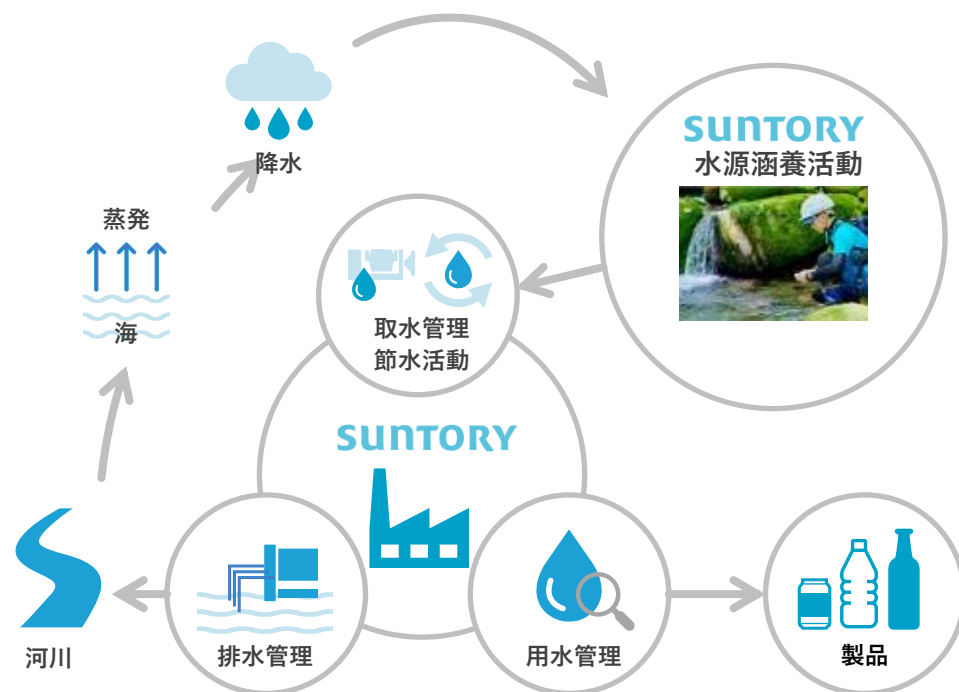 降水
SUNTORY
水源涵養活動
蒸発
海
取水管理
節水活動
SUNTORY
河川
排水管理
用水管理
製品